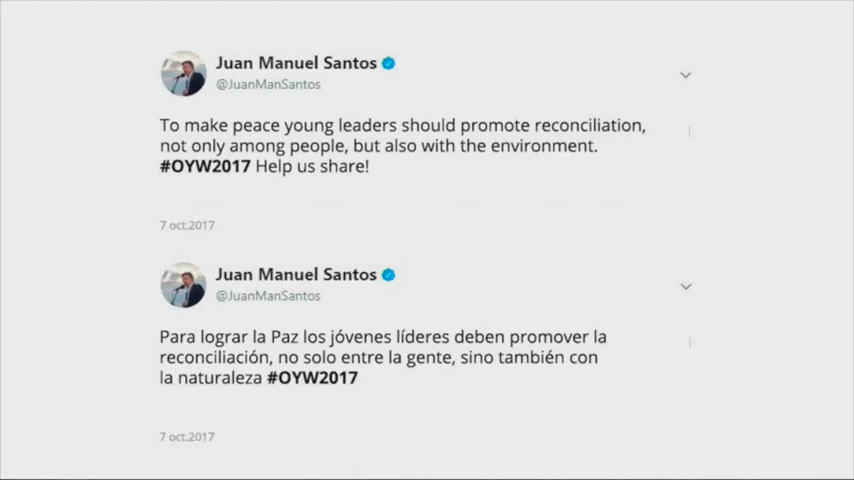 Juan Manuel Santos
@JuanManSantos
To make peace young leaders should promote reconciliation,
not only among people, but also with the environment.
#OYW2017 Help us share!
7 oct.2017
Juan Manuel Santos
@JuanManSantos
Para lograr la Paz los jóvenes líderes deben promover la
reconciliación, no solo entre la gente, sino también con
la naturaleza #OYW2017
7 oct.2017